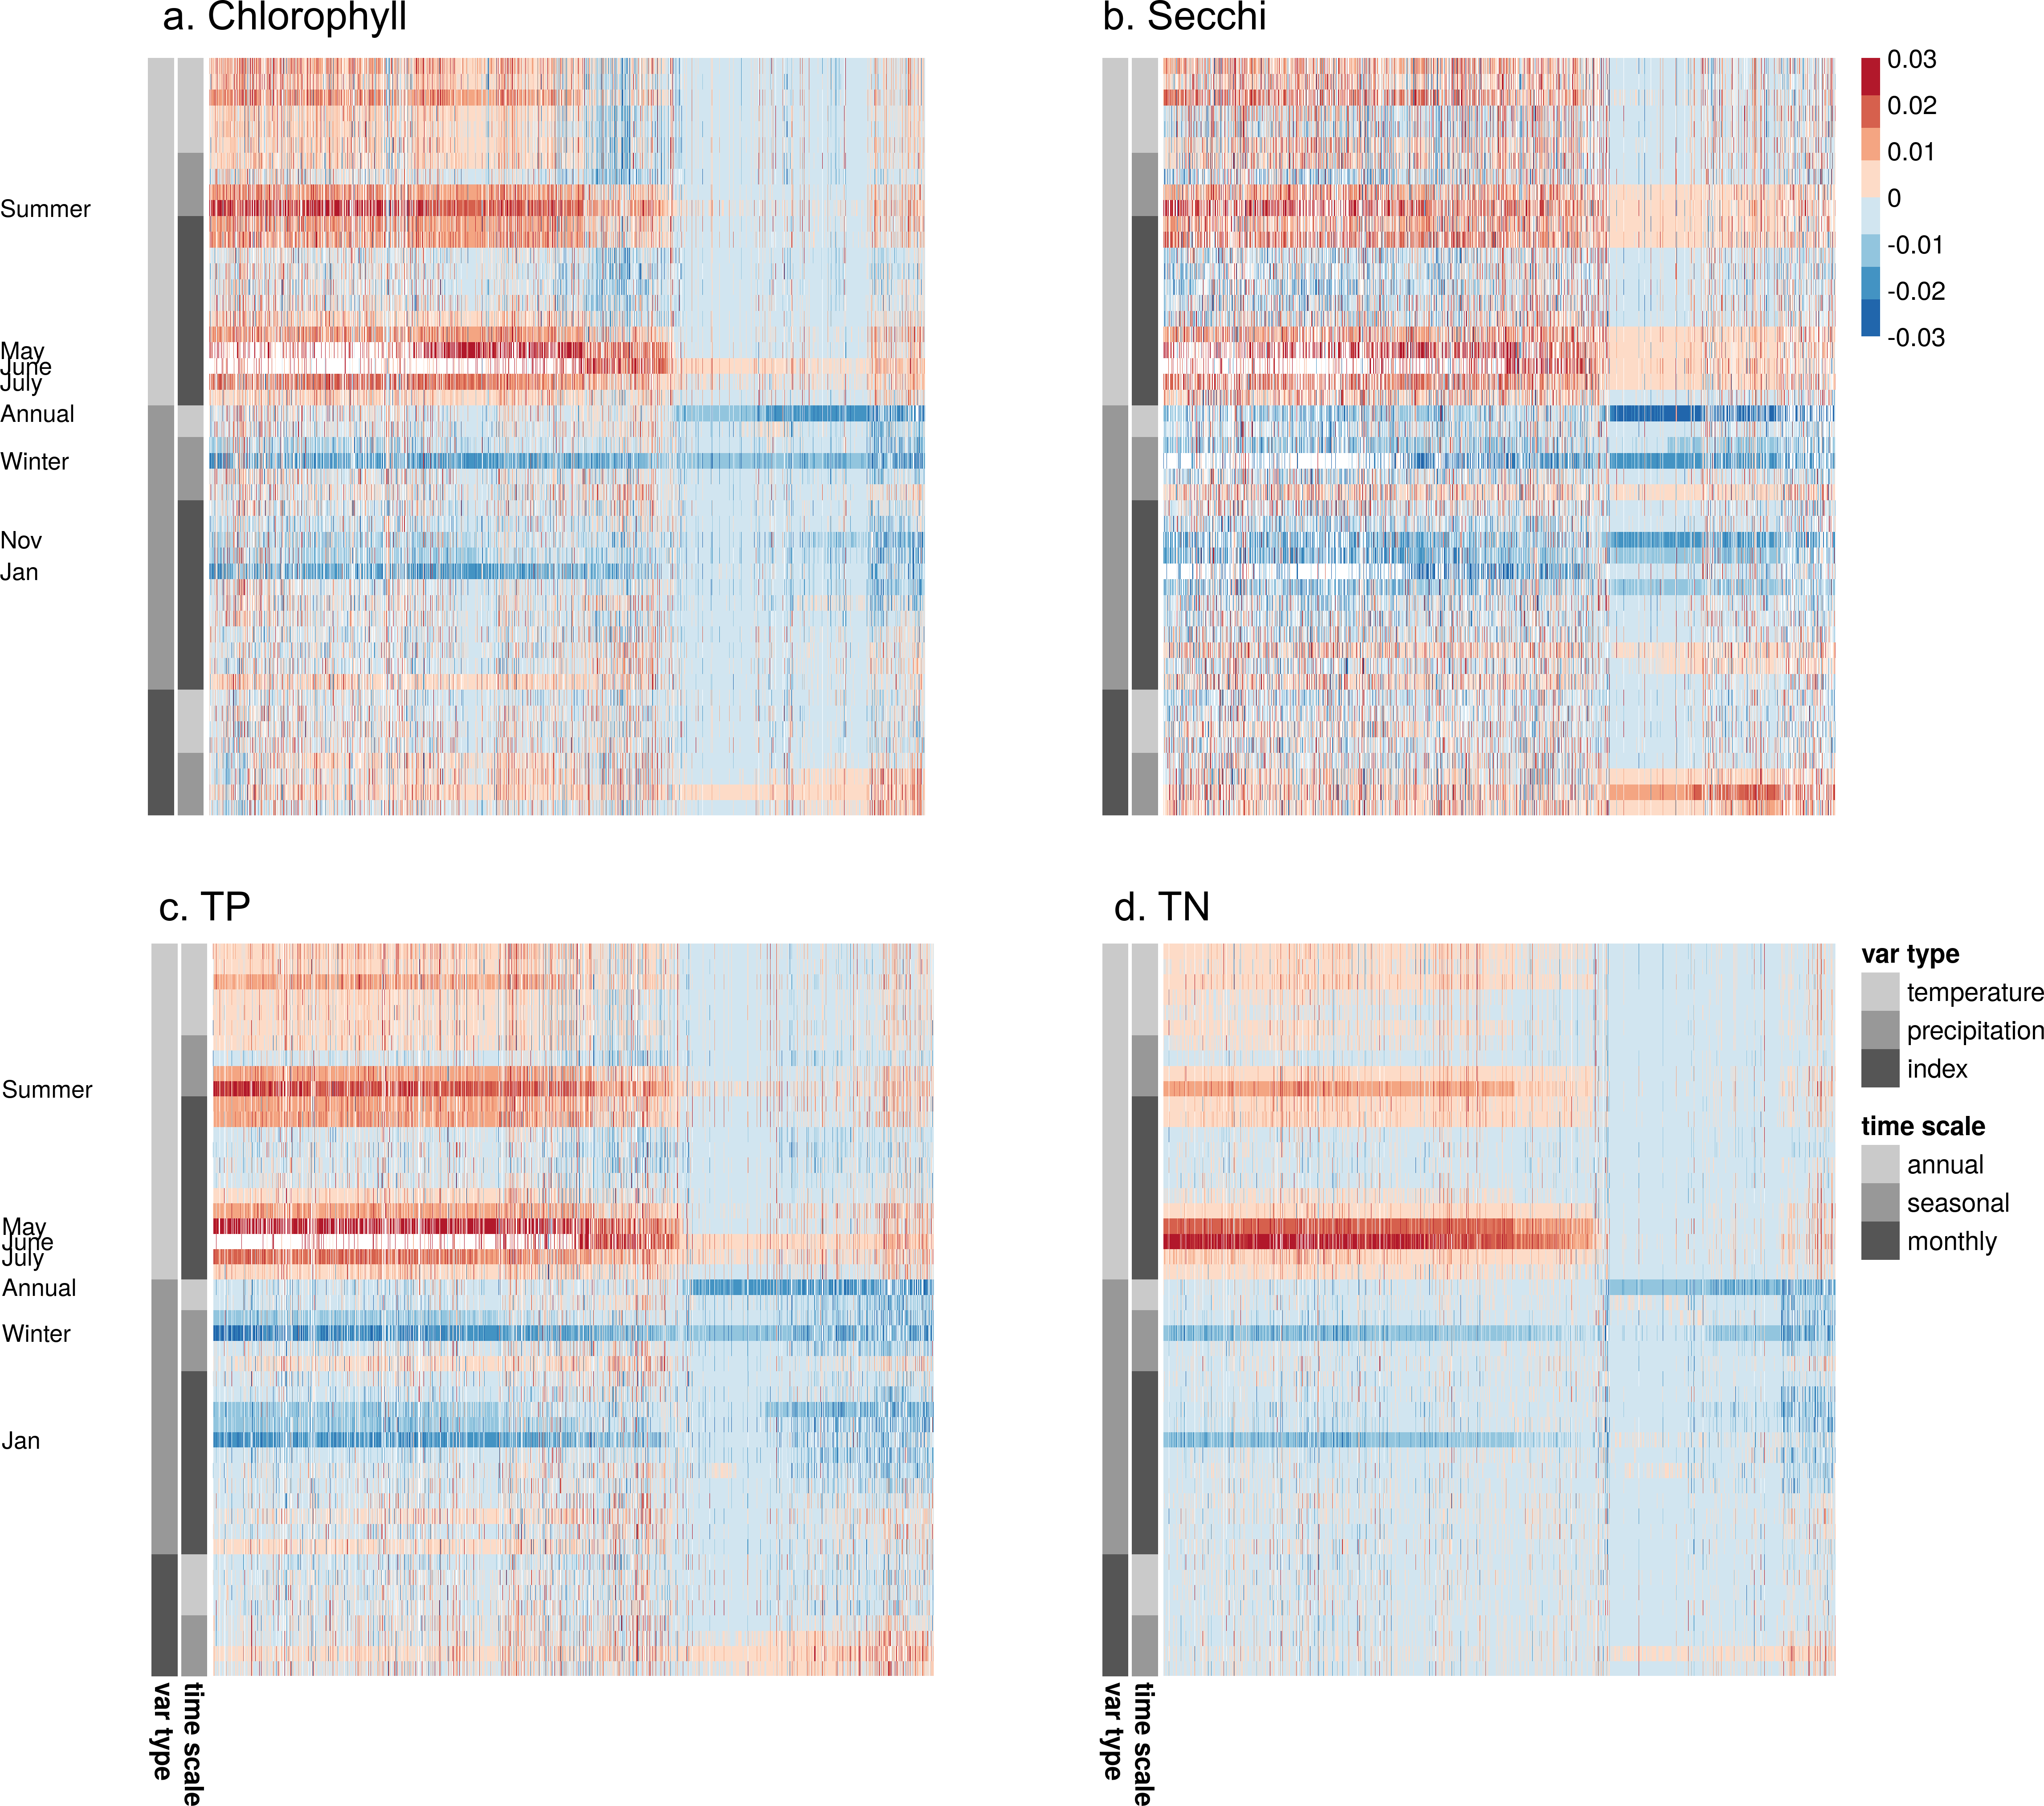 a. Chlorophyll
b. Secchi
0.03
0.02
0.01
0
-0.01
-0.02
-0.03
Summer
May
June
July
Annual
Winter
Nov
Jan
c. TP
d. TN
Summer
May
June
July
Annual
Winter
Jan
var type
temperature
precipitation
index
time scale
annual
seasonal
monthly
var type
time scale
var type
time scale